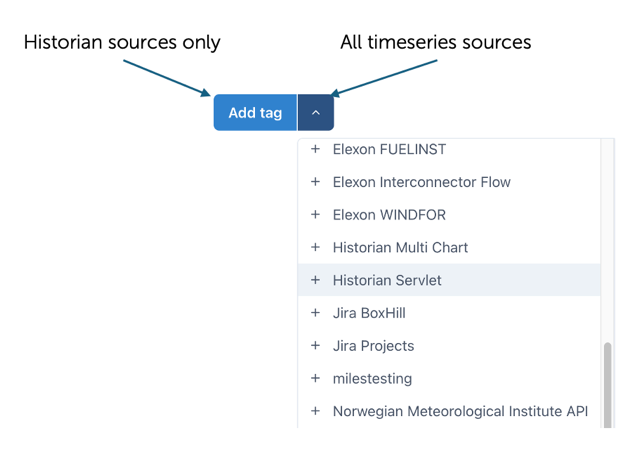 Historian sources only
All timeseries sources
Add tag
+ Elexon FUELINST
+ Elexon Interconnector Flow
+ Elexon WINDFOR
+ Historian Multi Chart
+ Historian Servlet
+ Jira BoxHill
+ Jira Projects
+ milestesting
+ Norwegian Meteorological Institute API